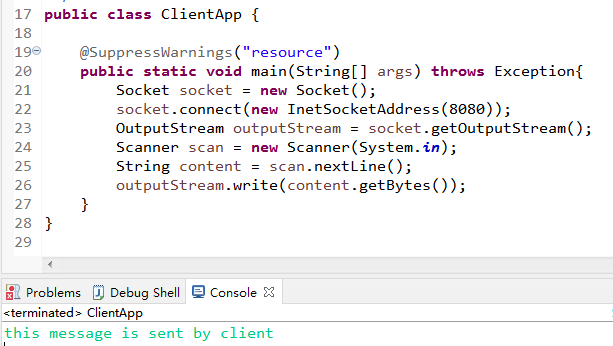 17 public class ClientApp {
18
19 @SuppressWarnings("resource")
20 public static void main(String[] args) throws Exception{
21 Socket socket = new Socket();
22 socket.connect(new InetSocketAddress(8080));
23 OutputStream outputStream = socket.getOutputStream();
24 Scanner scan = new Scanner(System.in);
25 String content = scan.nextLine();
26 outputStream.write(content.getBytes());
27 }
28 }
29
Problems Debug Shell Console
<terminated> ClientApp
this message is sent by client